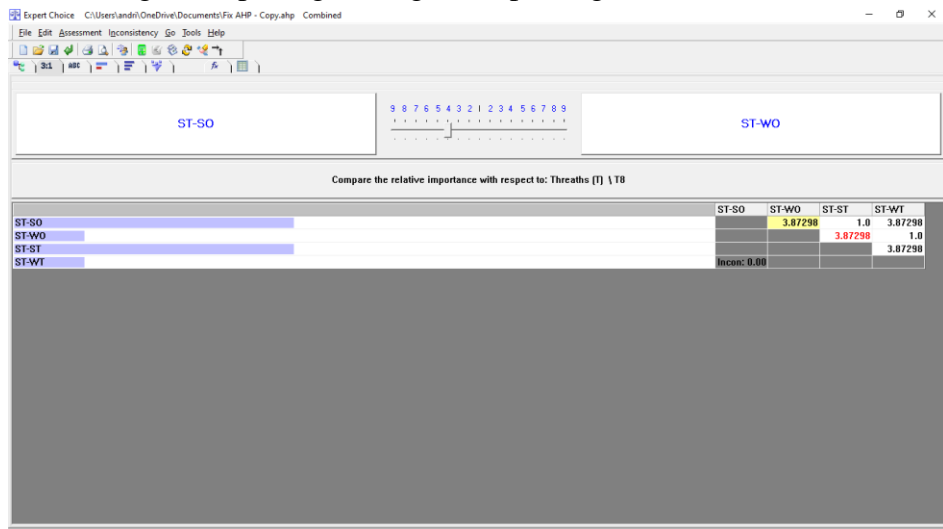 Expert Choice C:\Users\andri\OneDrive\Documents\Fix AHP - Copy.ahp Combined
File Edit Assessment Inconsistency Go Tools Help
3:1 ABC fx
9 8 7 6 5 4 3 2 1 2 3 4 5 6 7 8 9
ST-SO ST-WO
Compare the relative importance with respect to: Threaths (T) \ T8
ST-SO ST-WO ST-ST ST-WT
ST-SO 3.87298 1.0 3.87298
ST-WO 3.87298 1.0
ST-ST 3.87298
ST-WT Incon: 0.00